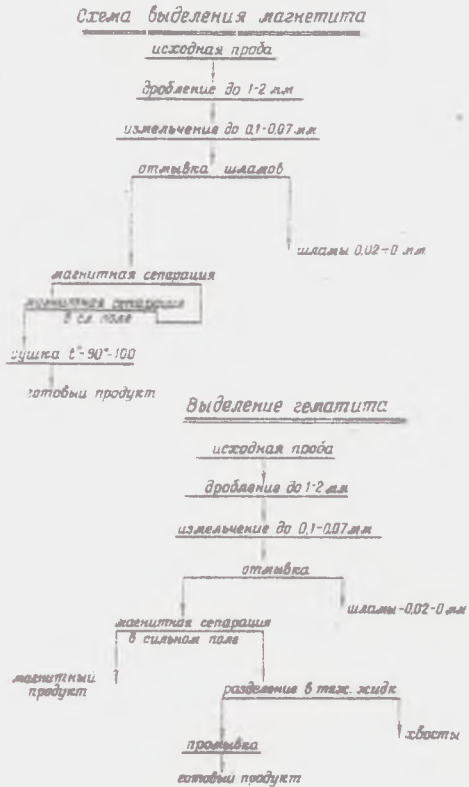 Схема выделения магнетита
исходная проба
дробление до 1-2 мм
измельчение до 0,1-0,07 мм
отмывка шламов
шламы 0,02-0 мм
магнитная сепарация
магнитная сепарация
в сл. поле
сушка t°-90°-100
готовый продукт
Выделение гематита
исходная проба
дробление до 1-2 мм
измельчение до 0,1-0,07мм
отмывка
шламы-0,02-0 мм
магнитная сепарация
в сильном поле
магнитный
продукт
разделение в тяж. жидк
хвосты
промывка
готовый продукт